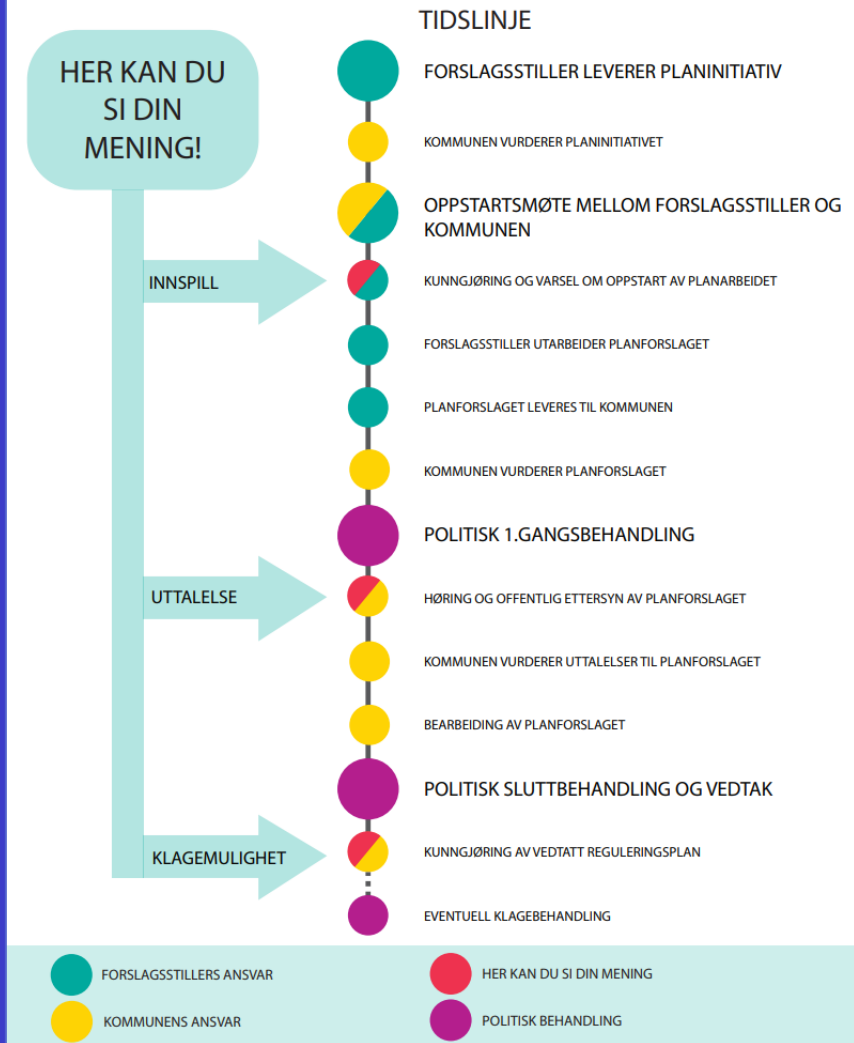 TIDSLINJE
HER KAN DU
SI DIN
MENING!
FORSLAGSSTILLER LEVERER PLANINITIATIV
KOMMUNEN VURDERER PLANINITIATIVET
OPPSTARTSMØTE MELLOM FORSLAGSSTILLER OG
KOMMUNEN
INNSPILL
KUNNGJØRING OG VARSEL OM OPPSTART AV PLANARBEIDET
FORSLAGSSTILLER UTARBEIDER PLANFORSLAGET
PLANFORSLAGET LEVERES TIL KOMMUNEN
KOMMUNEN VURDERER PLANFORSLAGET
POLITISK 1.GANGSBEHANDLING
UTTALELSE
HØRING OG OFFENTLIG ETTERSYN AV PLANFORSLAGET
KOMMUNEN VURDERER UTTALELSER TIL PLANFORSLAGET
BEARBEIDING AV PLANFORSLAGET
POLITISK SLUTTBEHANDLING OG VEDTAK
KLAGEMULIGHET
KUNNGJØRING AV VEDTATT REGULERINGSPLAN
EVENTUELL KLAGEBEHANDLING
FORSLAGSSTILLERS ANSVAR
HER KAN DU SI DIN MENING
KOMMUNENS ANSVAR
POLITISK BEHANDLING